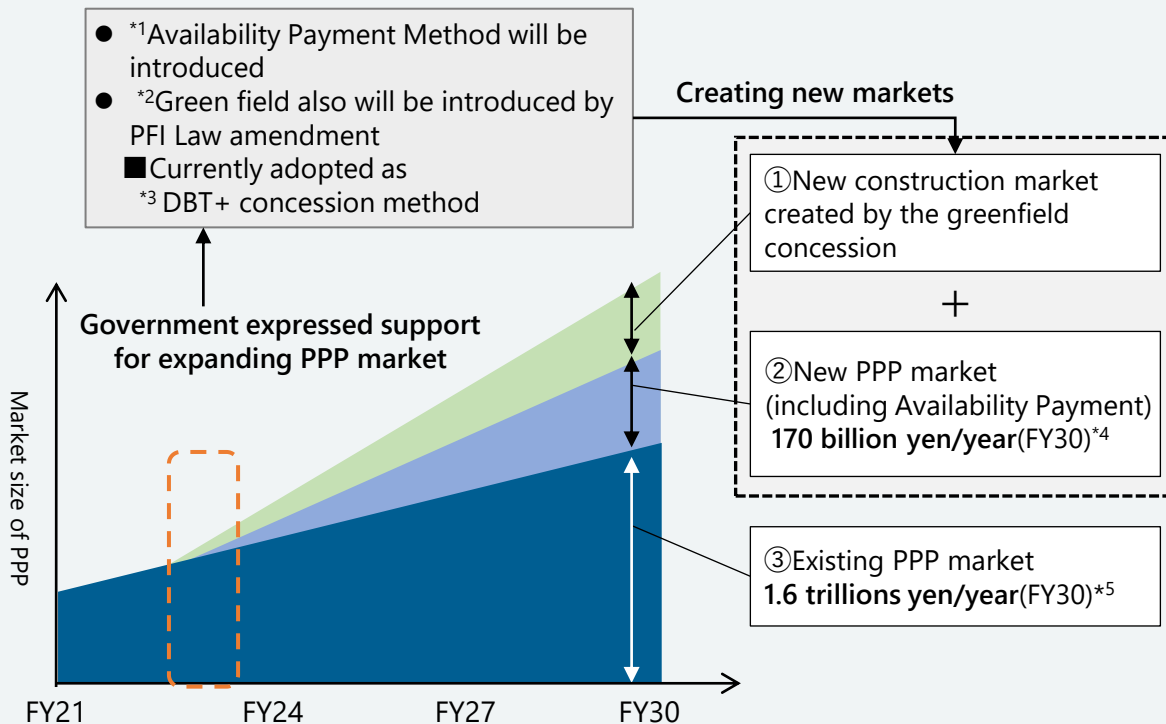 ● *1Availability Payment Method will be
introduced
● *2Green field also will be introduced by
PFI Law amendment
■Currently adopted as
*3 DBT+ concession method
Creating new markets
①New construction market
created by the greenfield
concession
+
②New PPP market
(including Availability Payment)
170 billion yen/year(FY30)*4
③Existing PPP market
1.6 trillions yen/year(FY30)*5
Government expressed support
for expanding PPP market
Market size of PPP
FY21
FY24
FY27
FY30